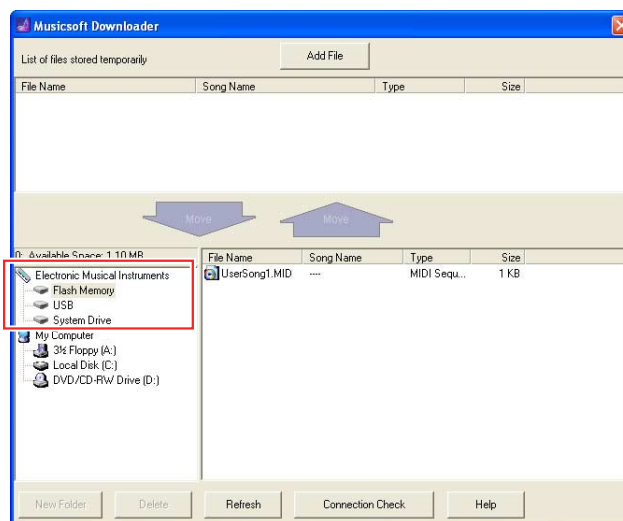 Musicsoft Downloader
List of files stored temporarily
Add File
File Name Song Name Type Size
Move Move
0: Available Space: 1.10 MB
File Name Song Name Type Size
Electronic Musical Instruments
UserSong1.MID ---- MIDI Sequ... 1 KB
Flash Memory
USB
System Drive
My Computer
3½ Floppy (A:)
Local Disk (C:)
DVD/CD-RW Drive (D:)
New Folder Delete Refresh Connection Check Help